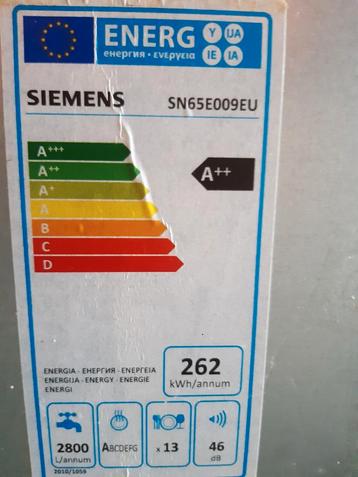 ENERG Y IJA IE IA
енергия · ενεργεια
SIEMENS SN65E009EU
A+++
A++ A++
A+
A
B
C
D
ENERGIA · ЕНЕРГИЯ · ΕΝΕΡΓΕΙΑ
ENERGIJA · ENERGY · ENERGIE
ENERGI
262
kWh/annum
2800
L/annum
ABCDEFG
x 13
46
dB
2010/1059